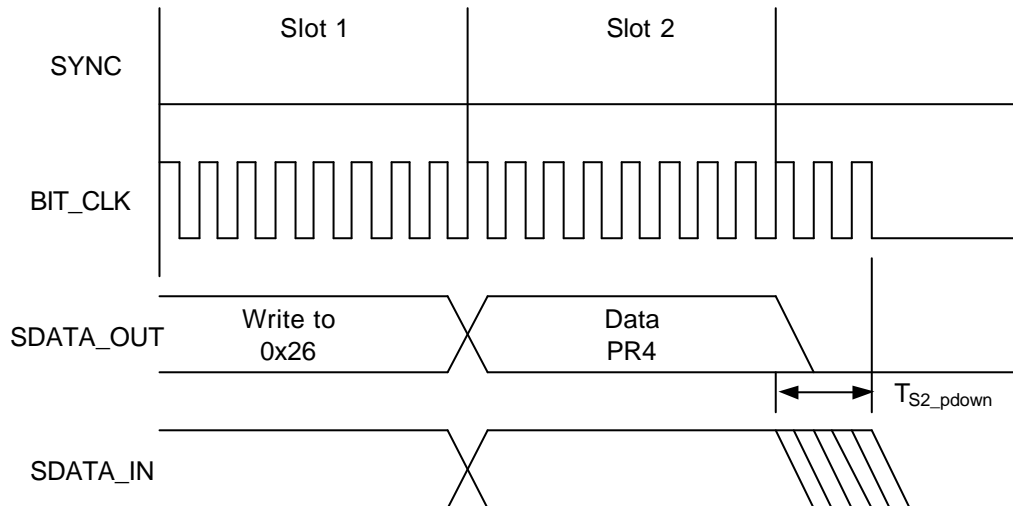 Slot 1
Slot 2
SYNC
BIT_CLK
SDATA_OUT
Write to
0x26
Data
PR4
TS2_pdown
SDATA_IN